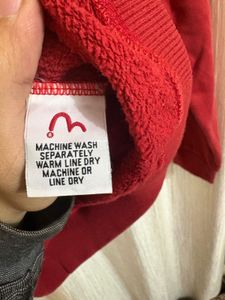 MACHINE WASH
SEPARATELY
WARM LINE DRY
MACHINE OR
LINE DRY